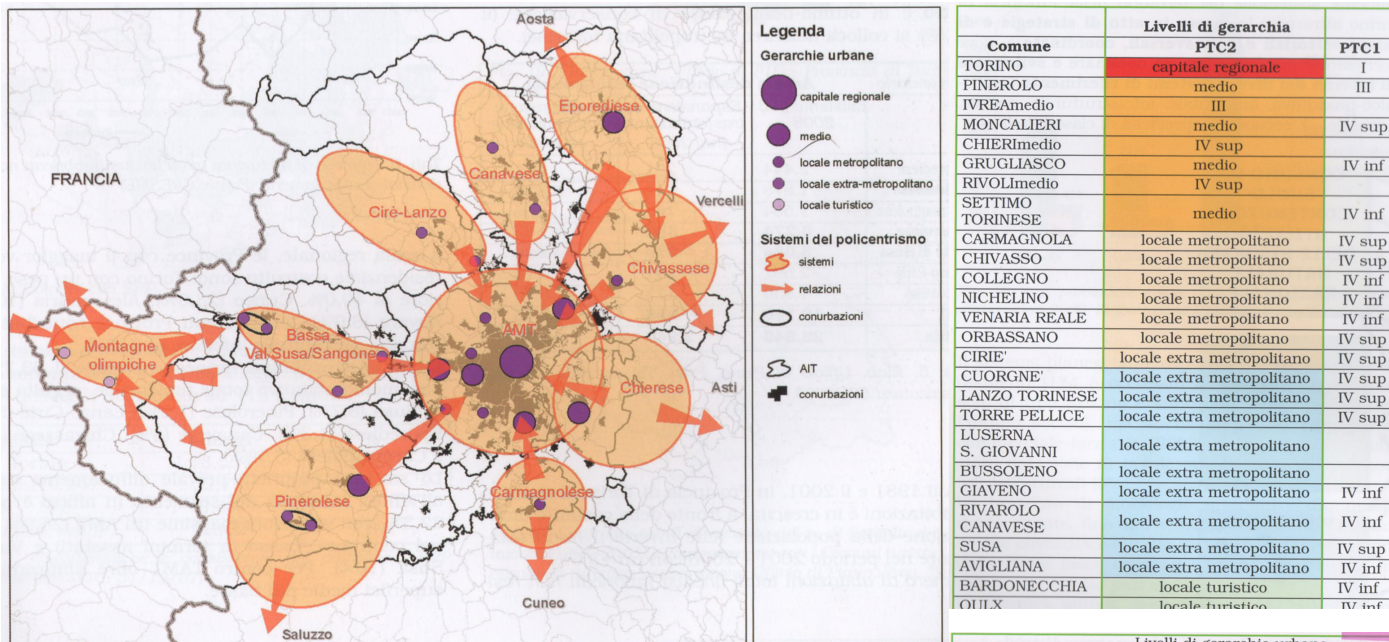 Aosta
Eporediese
Canavese
FRANCIA
Cirè-Lanzo
Vercelli
Chivassese
AMT
Montagne
olimpiche
Bassa
Val Susa/Sangone
Chierese
Asti
Pinerolese
Carmagnolese
Cuneo
Saluzzo
Legenda
Gerarchie urbane
capitale regionale
medio
locale metropolitano
locale extra-metropolitano
locale turistico
Sistemi del policentrismo
sistemi
relazioni
conurbazioni
AIT
conurbazioni
Livelli di gerarchia
Comune PTC2 PTC1
TORINO capitale regionale I
PINEROLO medio III
IVREAmedio III
MONCALIERI medio IV sup
CHIERImedio IV sup
GRUGLIASCO medio IV inf
RIVOLImedio IV sup
SETTIMO
TORINESE medio IV inf
CARMAGNOLA locale metropolitano IV sup
CHIVASSO locale metropolitano IV sup
COLLEGNO locale metropolitano IV inf
NICHELINO locale metropolitano IV inf
VENARIA REALE locale metropolitano IV inf
ORBASSANO locale metropolitano IV sup
CIRIE' locale extra metropolitano IV sup
CUORGNE' locale extra metropolitano IV sup
LANZO TORINESE locale extra metropolitano IV sup
TORRE PELLICE locale extra metropolitano IV sup
LUSERNA
S. GIOVANNI locale extra metropolitano
BUSSOLENO locale extra metropolitano
GIAVENO locale extra metropolitano IV inf
RIVAROLO
CANAVESE locale extra metropolitano IV inf
SUSA locale extra metropolitano IV sup
AVIGLIANA locale extra metropolitano IV inf
BARDONECCHIA locale turistico IV inf
OULX locale turistico IV inf
Livelli di gerarchia urbana